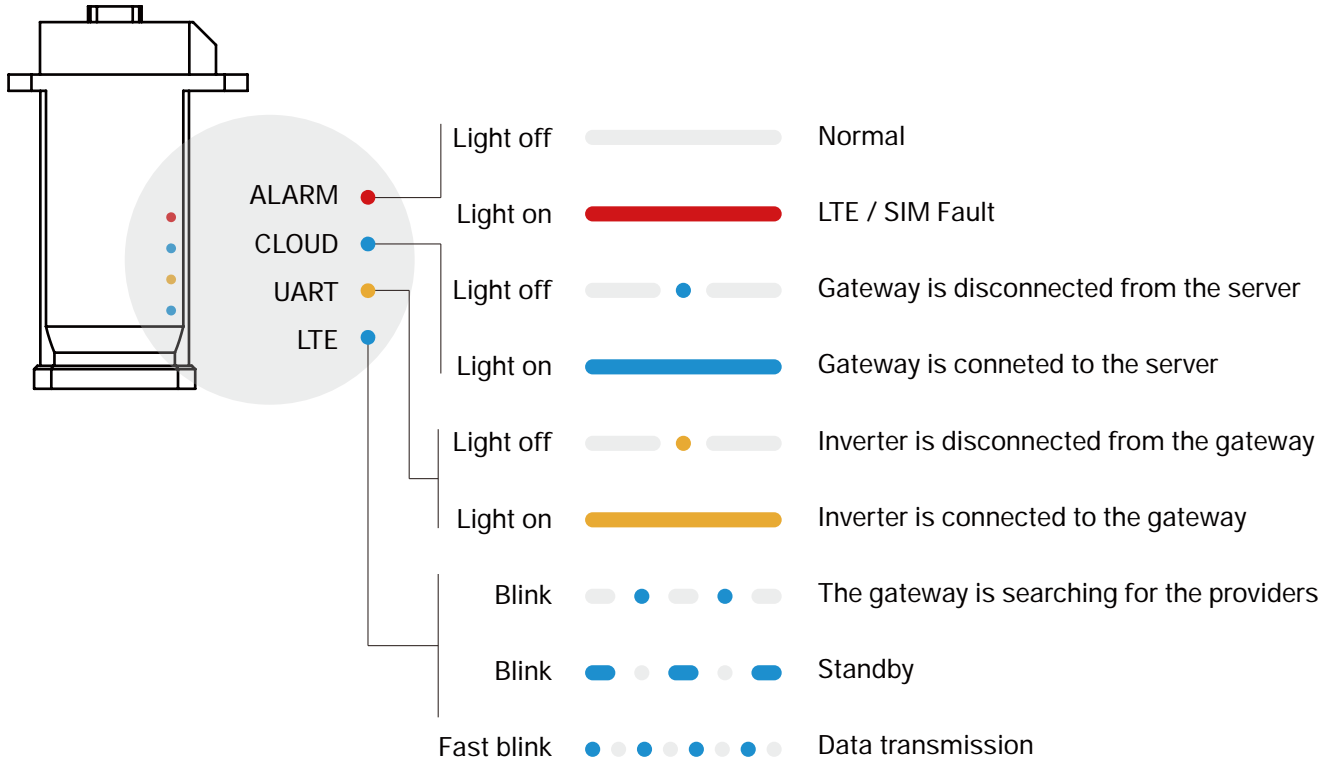 ALARM
CLOUD
UART
LTE
Light off Normal
Light on LTE / SIM Fault
Light off Gateway is disconnected from the server
Light on Gateway is conneted to the server
Light off Inverter is disconnected from the gateway
Light on Inverter is connected to the gateway
Blink The gateway is searching for the providers
Blink Standby
Fast blink Data transmission